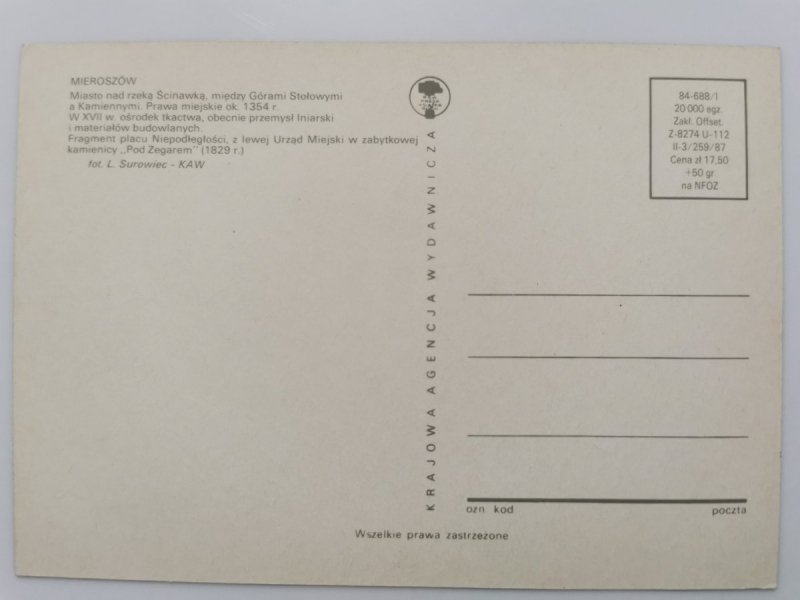 MIEROSZÓW
Miasto nad rzeką Ścinawką, między Górami Stołowymi
a Kamiennymi. Prawa miejskie ok. 1354 r.
W XVII w. ośrodek tkactwa, obecnie przemysł lniarski
i materiałów budowlanych.
Fragment placu Niepodległości, z lewej Urząd Miejski w zabytkowej
kamienicy „Pod Zegarem" (1829 r.)
fot. L. Surowiec - KAW
KRAJOWA AGENCJA WYDAWNICZA
84-688/I
20 000 egz.
Zakł. Offset.
Z-8274 U-112
II-3/259/87
Cena zł 17,50
+50 gr
na NFOZ
ozn kod poczta
Wszelkie prawa zastrzeżone